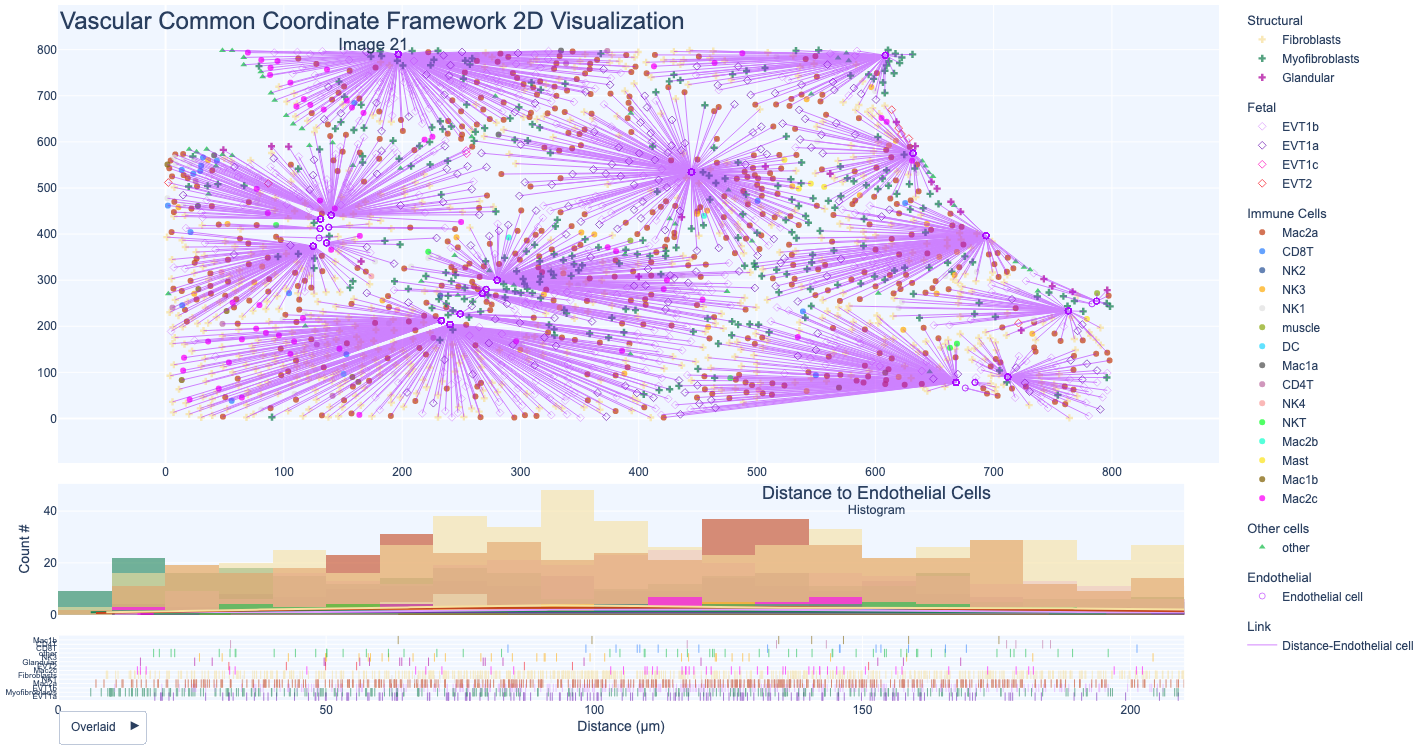 Vascular Common Coordinate Framework 2D Visualization
Image 21
800
700
600
500
400
300
200
100
0
0 100 200 300 400 500 600 700 800
Structural
Fibroblasts
Myofibroblasts
Glandular
Fetal
EVT1b
EVT1a
EVT1c
EVT2
Immune Cells
Mac2a
CD8T
NK2
NK3
NK1
muscle
DC
Mac1a
CD4T
NK4
NKT
Mac2b
Mast
Mac1b
Mac2c
Other cells
other
Endothelial
Endothelial cell
Link
Distance-Endothelial cell
Distance to Endothelial Cells
Histogram
Count #
40
20
0
Mac1b
CD8T
other
Glandular
Mac2c
Fibroblasts
Myofibroblasts
0 50 100 150 200
Distance (μm)
Overlaid ►